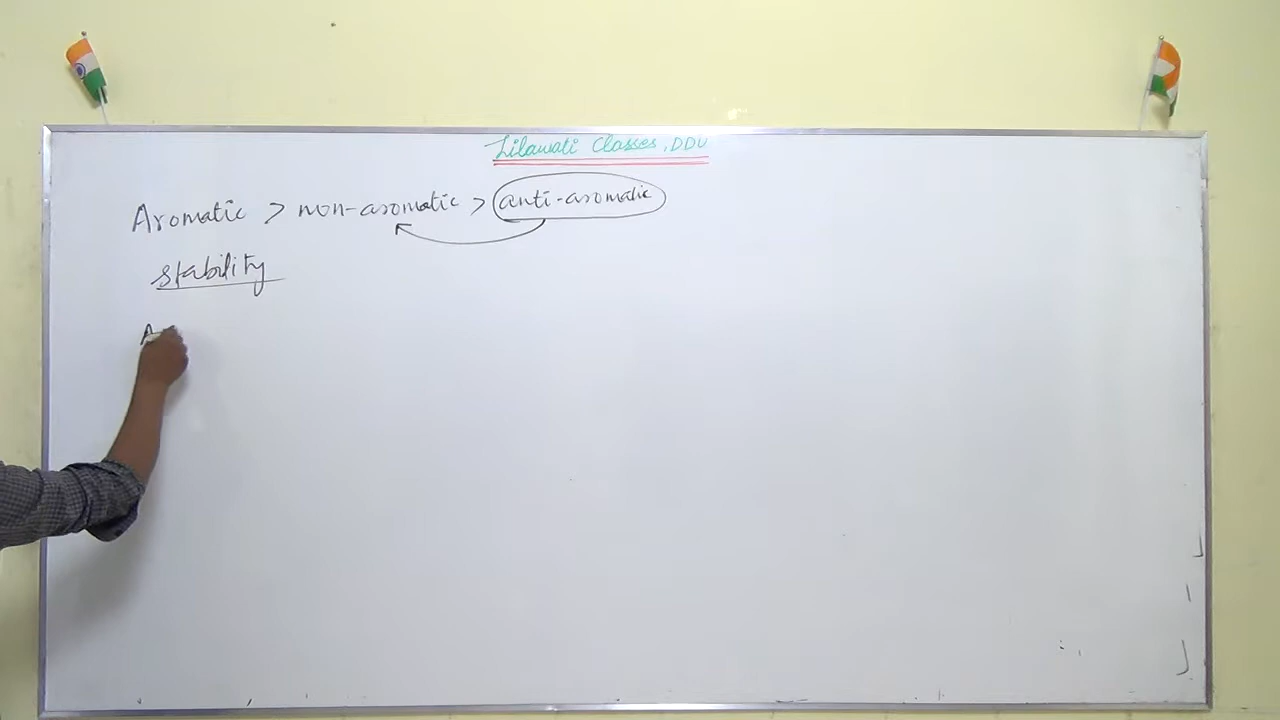 Lilawati Classes, DDU
Aromatic > non-aromatic > anti-aromatic
stability
A